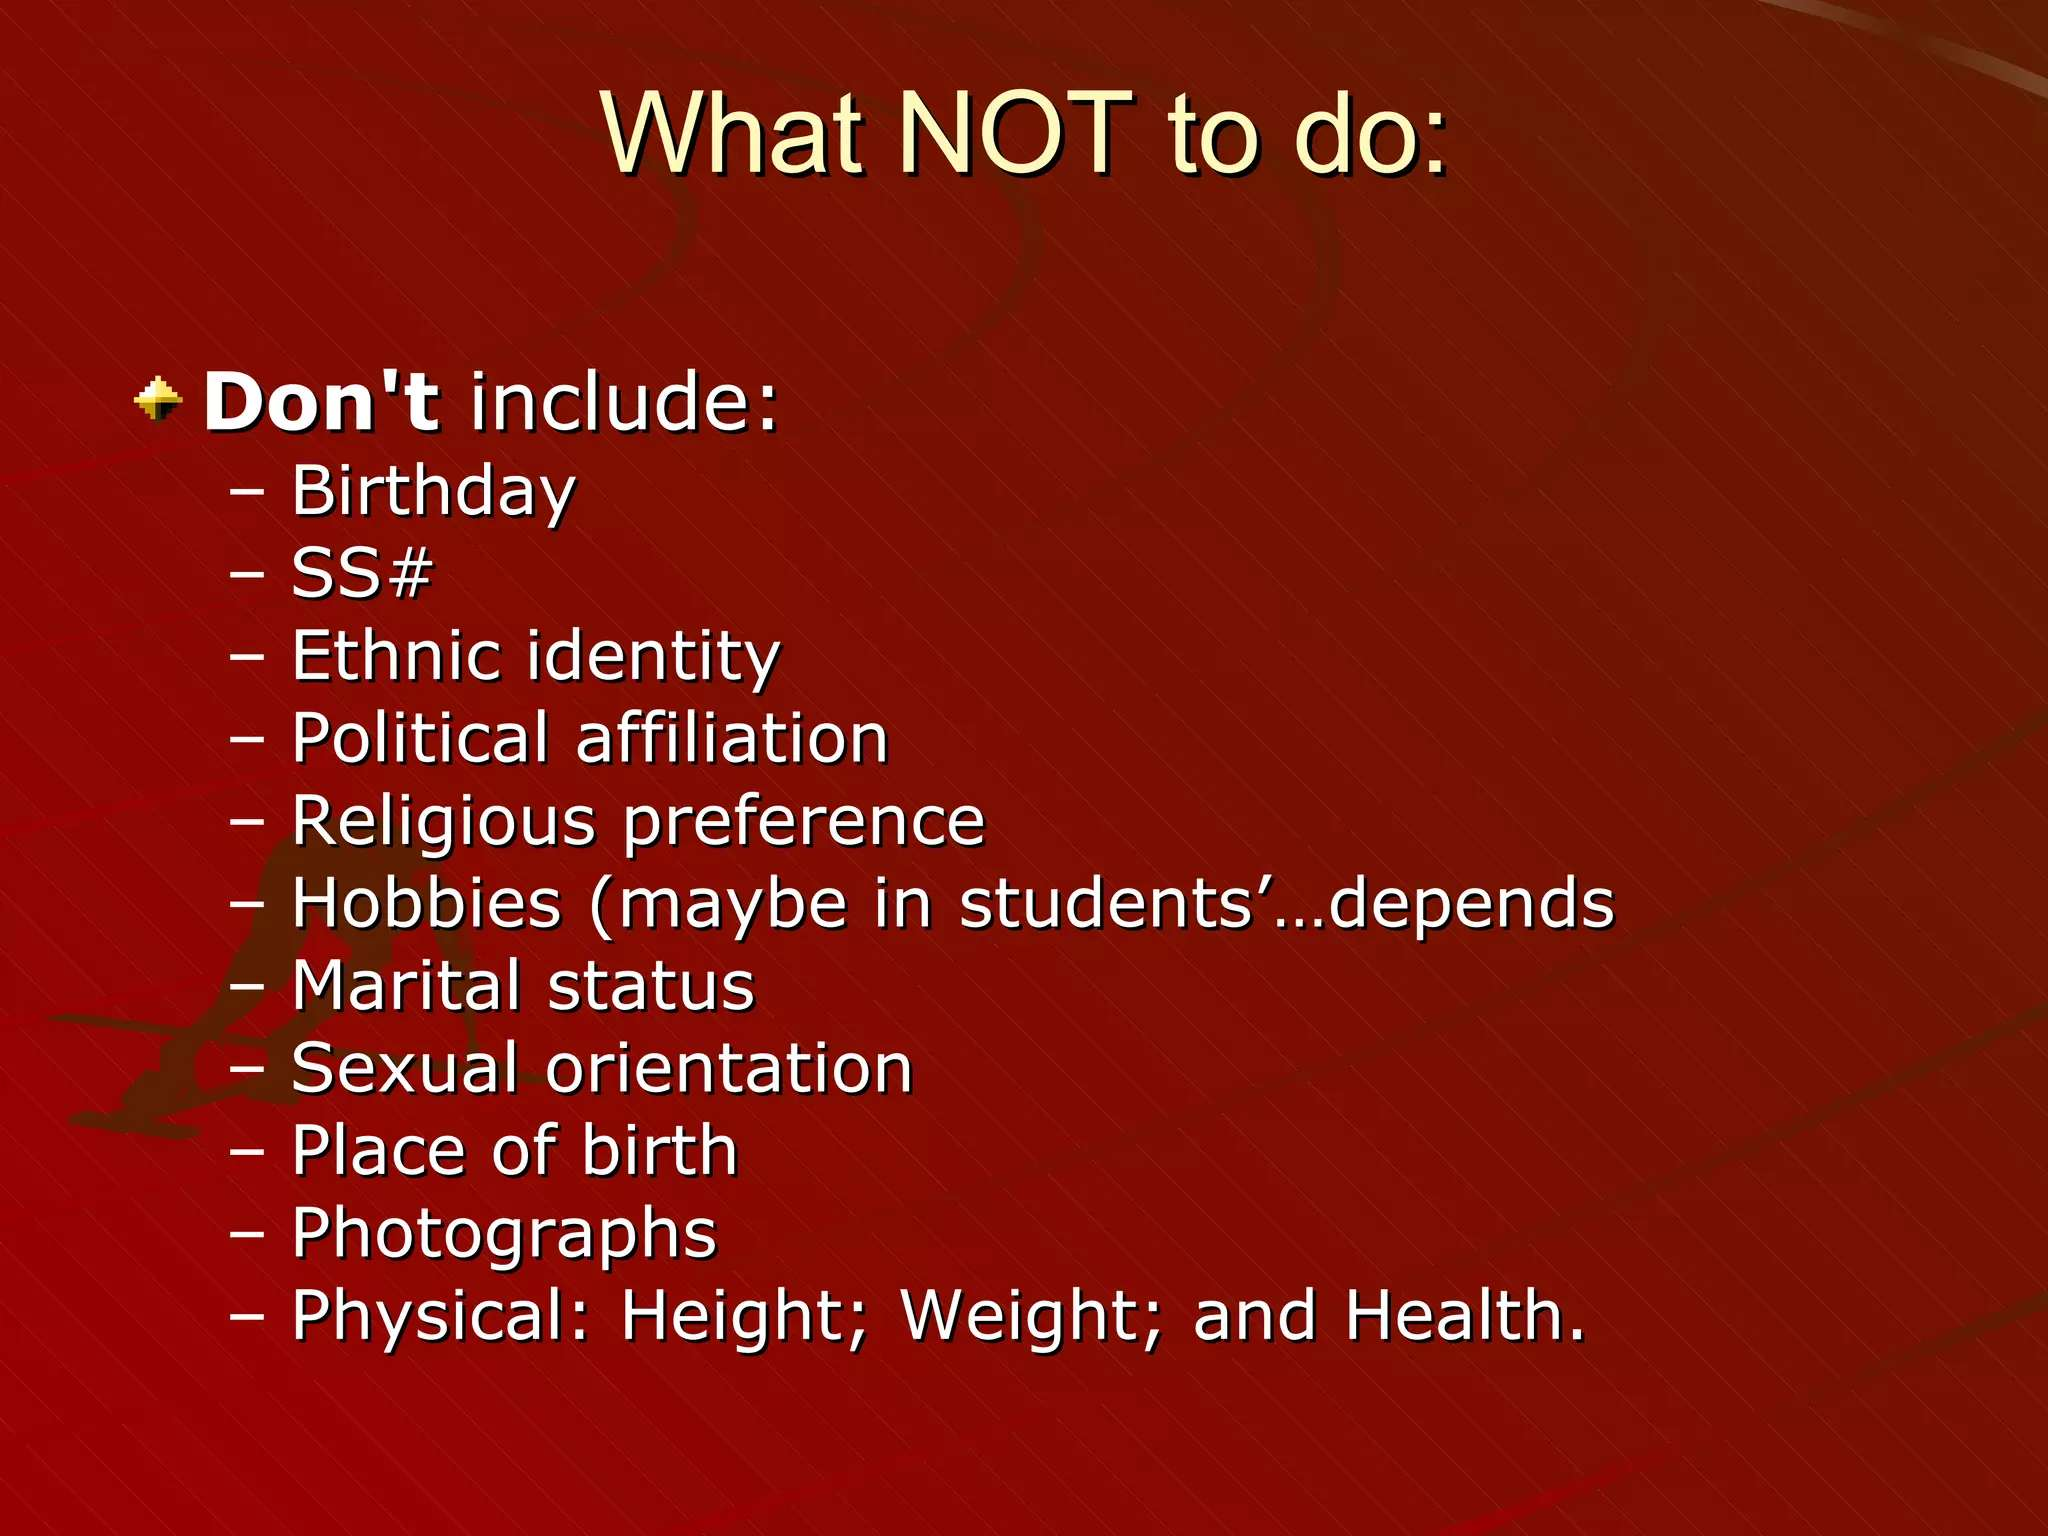 What NOT to do:
Don't include:
– Birthday
– SS#
– Ethnic identity
– Political affiliation
– Religious preference
– Hobbies (maybe in students’…depends
– Marital status
– Sexual orientation
– Place of birth
– Photographs
– Physical: Height; Weight; and Health.